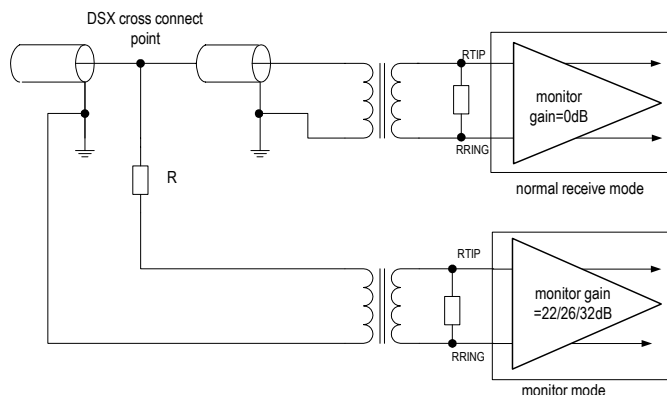 DSX cross connect
point
RTIP
monitor
gain=0dB
RRING
normal receive mode
R
RTIP
monitor gain
=22/26/32dB
RRING
monitor mode